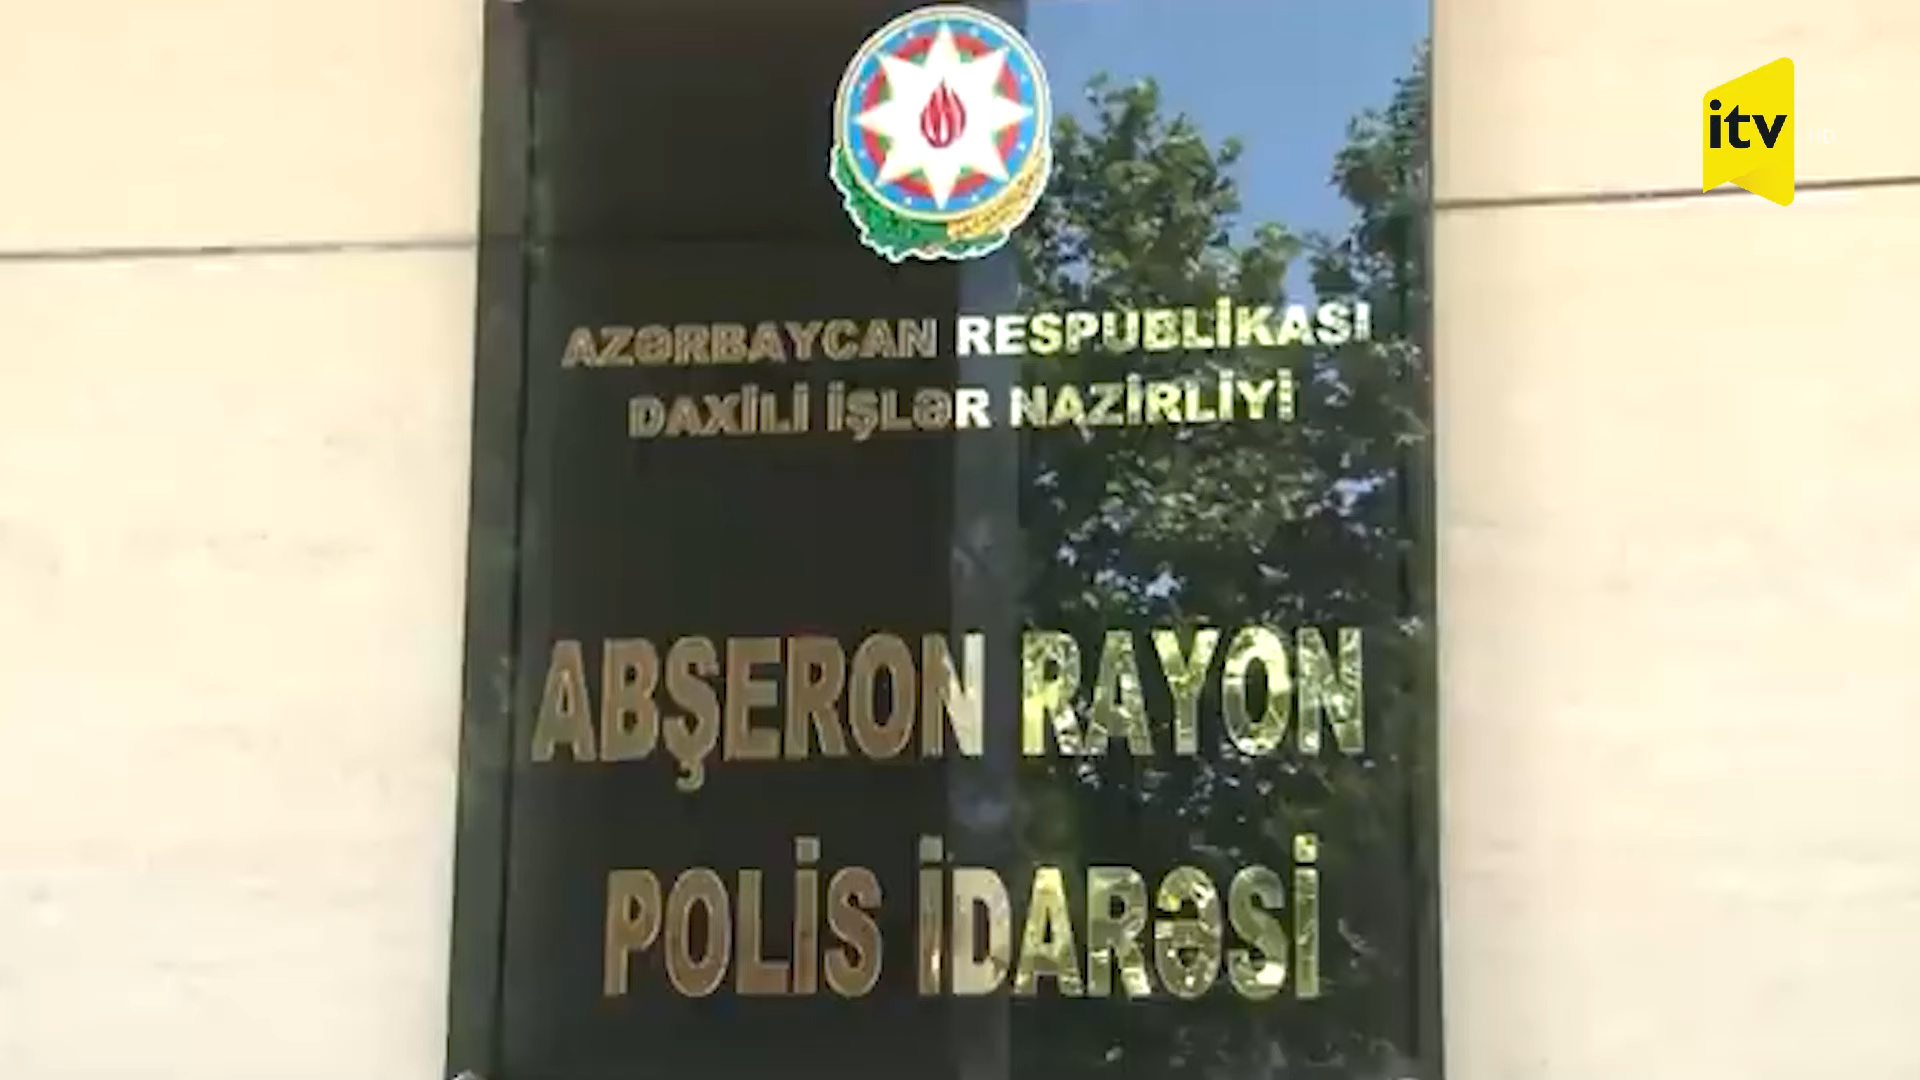 itv
AZƏRBAYCAN RESPUBLİKASI
DAXİLİ İŞLƏR NAZİRLİYİ
ABŞERON RAYON
POLİS İDARƏSİ